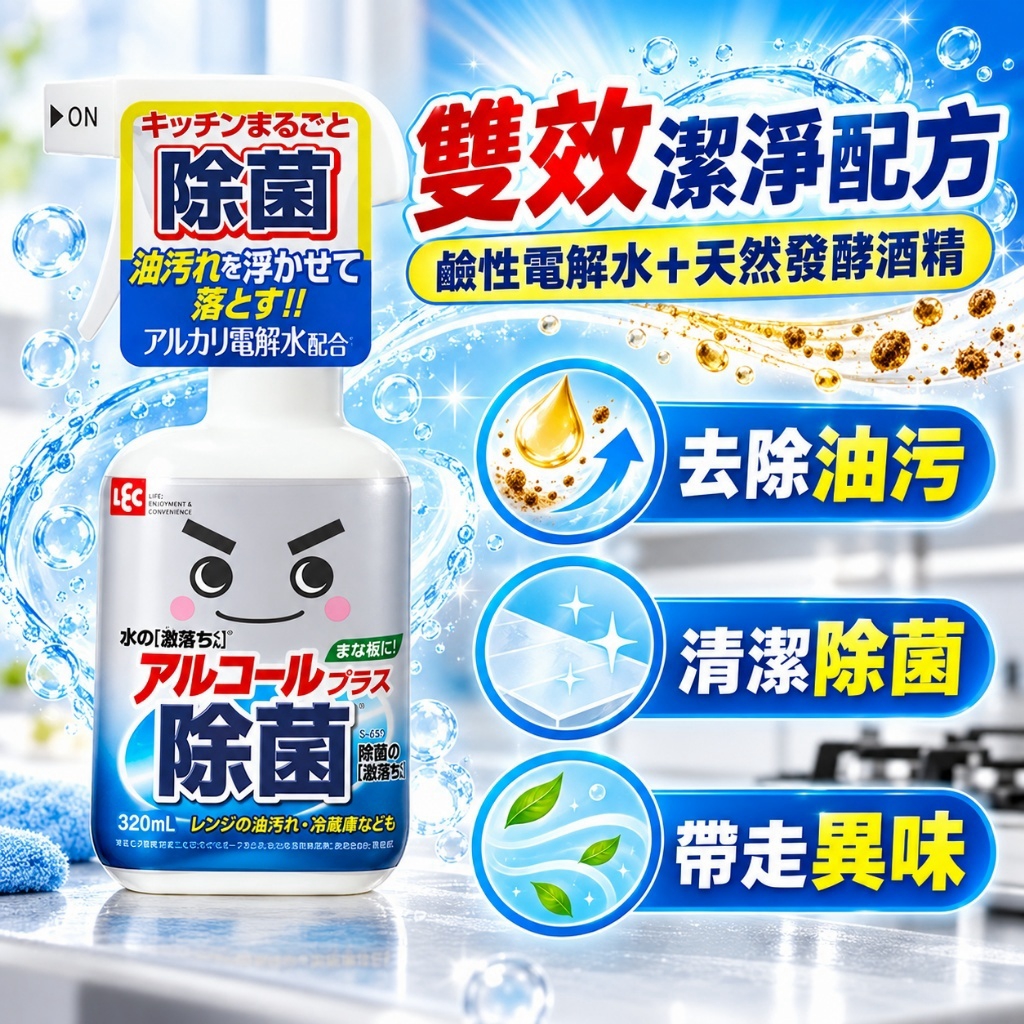 ON
キッチンまるごと
除菌
油汚れを浮かせて
落とす!!
アルカリ電解水配合
LEC
LIFE:
ENJOYMENT &
CONVENIENCE
水の[激落ちくん]®
まな板に!
アルコールプラス
除菌
S-659
除菌の
[激落ち
320mL
レンジの油汚れ・冷蔵庫なども
雙效潔淨配方
鹼性電解水+天然發酵酒精
去除油污
清潔除菌
帶走異味